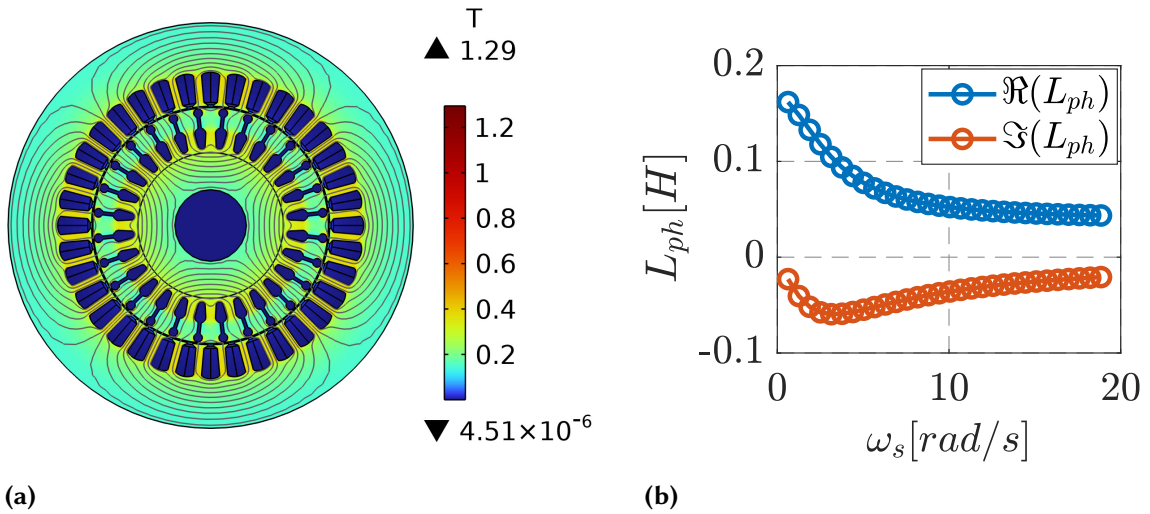 T
▲ 1.29
1.2
1
0.8
0.6
0.4
0.2
▼ 4.51×10⁻⁶
(a)
0.2
0.1
0
-0.1
L_ph [H]
ℜ(L_ph)
ℑ(L_ph)
0 10 20
ω_s [rad/s]
(b)